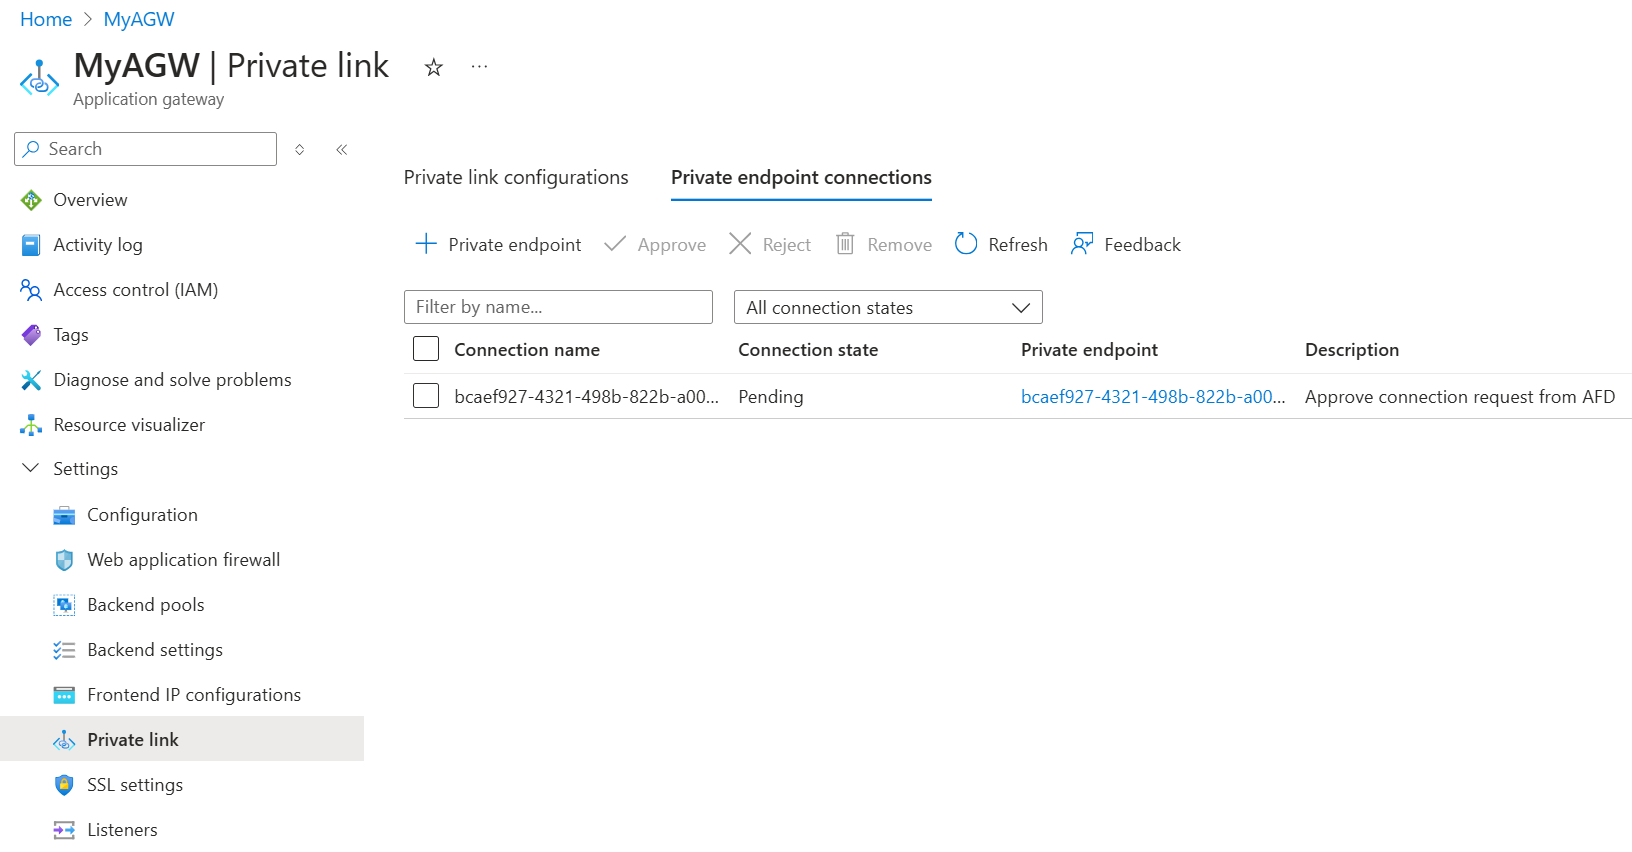 Home > MyAGW
MyAGW | Private link
Application gateway
Search
Overview
Activity log
Access control (IAM)
Tags
Diagnose and solve problems
Resource visualizer
Settings
Configuration
Web application firewall
Backend pools
Backend settings
Frontend IP configurations
Private link
SSL settings
Listeners
Private link configurations Private endpoint connections
Private endpoint Approve Reject Remove Refresh Feedback
Filter by name... All connection states
Connection name Connection state Private endpoint Description
bcaef927-4321-498b-822b-a00... Pending bcaef927-4321-498b-822b-a00... Approve connection request from AFD